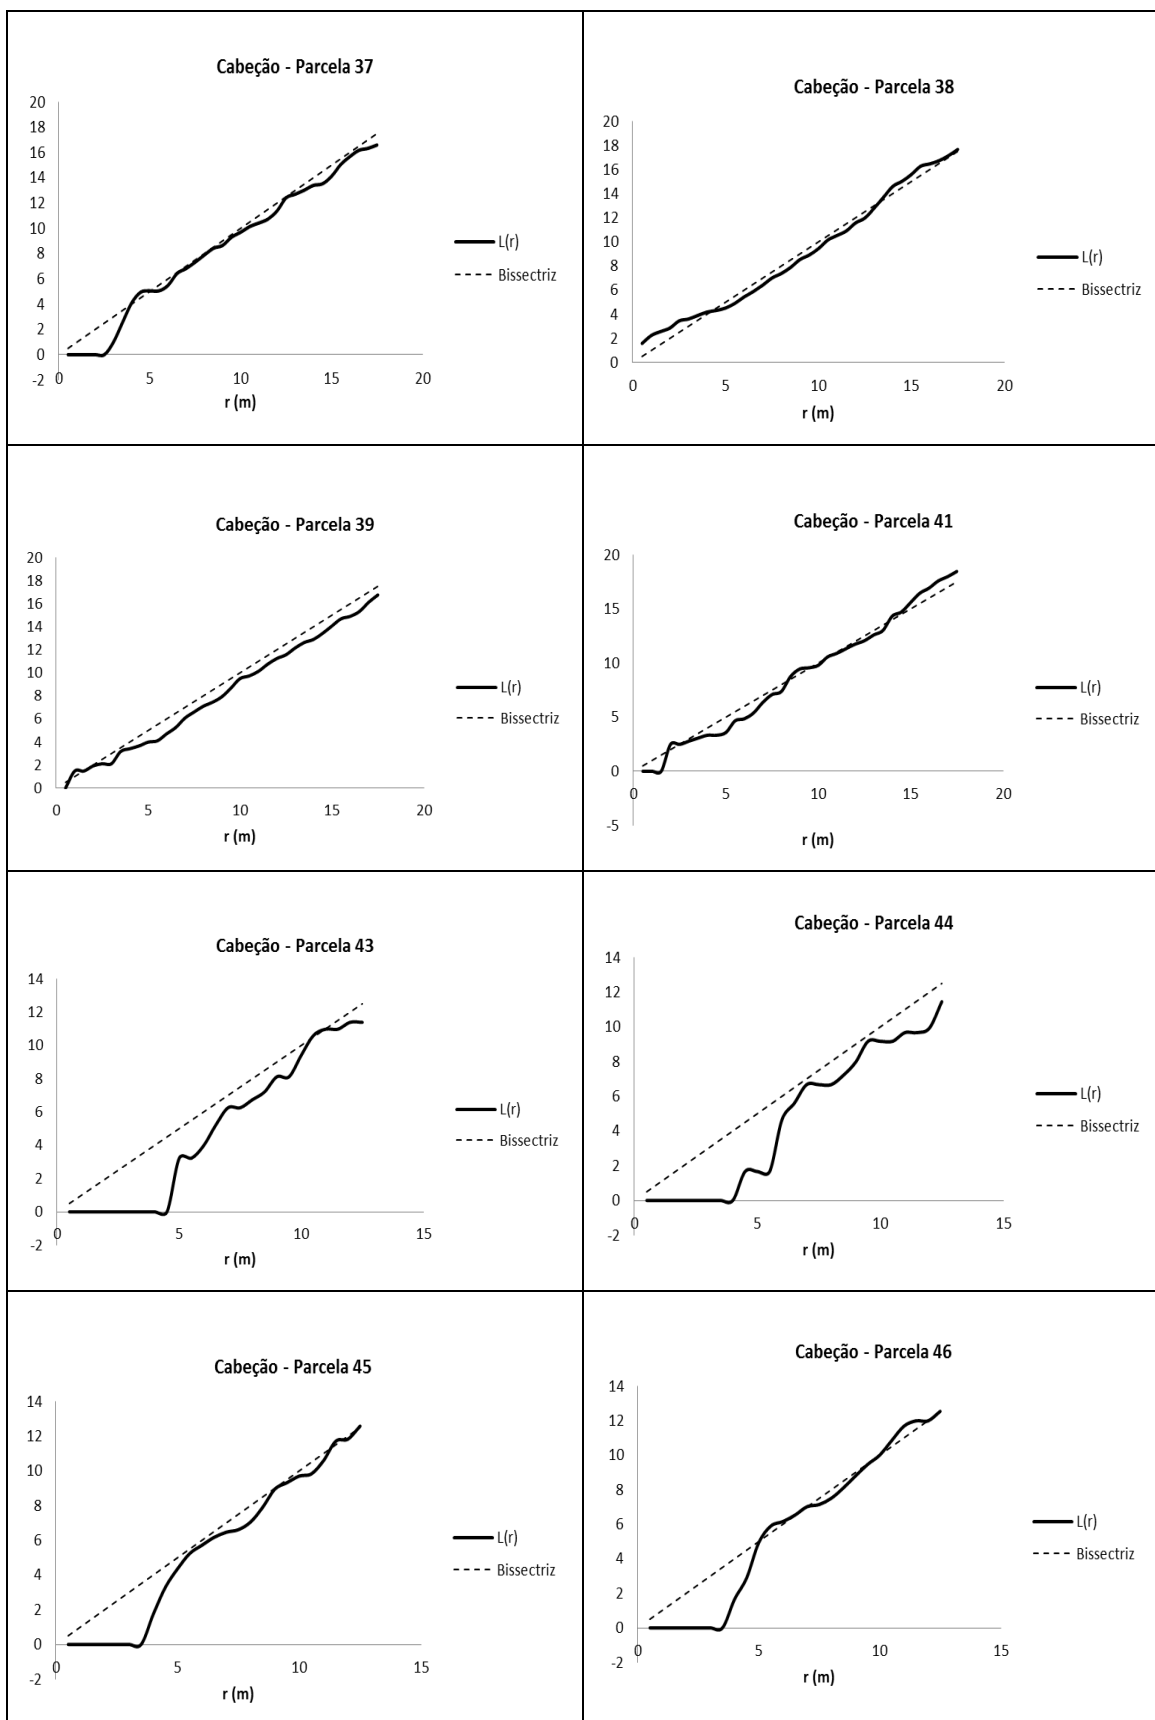 Cabeção - Parcela 37
20
18
16
14
12
10
8
6
4
2
0
-2
0 5 10 15 20
r (m)
L(r)
Bissectriz
Cabeção - Parcela 38
20
18
16
14
12
10
8
6
4
2
0
0 5 10 15 20
r (m)
L(r)
Bissectriz
Cabeção - Parcela 39
20
18
16
14
12
10
8
6
4
2
0
0 5 10 15 20
r (m)
L(r)
Bissectriz
Cabeção - Parcela 41
20
15
10
5
0
-5
0 5 10 15 20
r (m)
L(r)
Bissectriz
Cabeção - Parcela 43
14
12
10
8
6
4
2
0
-2
0 5 10 15
r (m)
L(r)
Bissectriz
Cabeção - Parcela 44
14
12
10
8
6
4
2
0
-2
0 5 10 15
r (m)
L(r)
Bissectriz
Cabeção - Parcela 45
14
12
10
8
6
4
2
0
-2
0 5 10 15
r (m)
L(r)
Bissectriz
Cabeção - Parcela 46
14
12
10
8
6
4
2
0
-2
0 5 10 15
r (m)
L(r)
Bissectriz